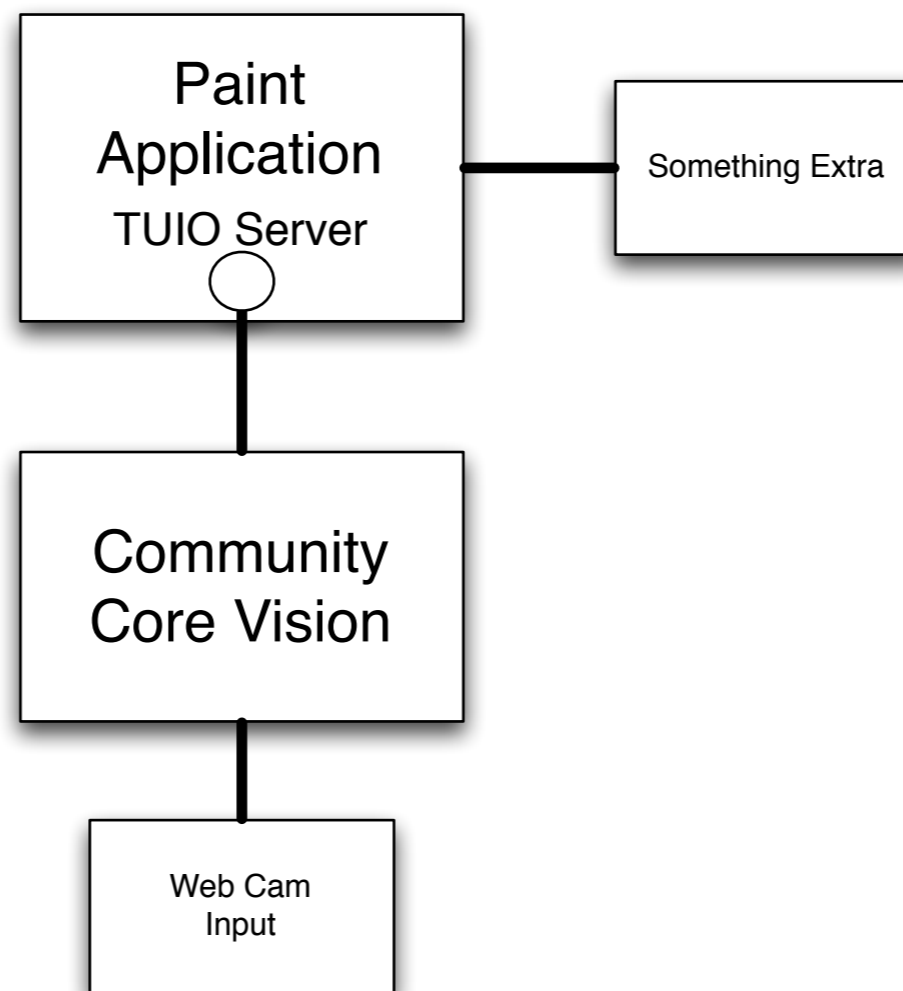 Paint
Application
TUIO Server
Something Extra
Community
Core Vision
Web Cam
Input